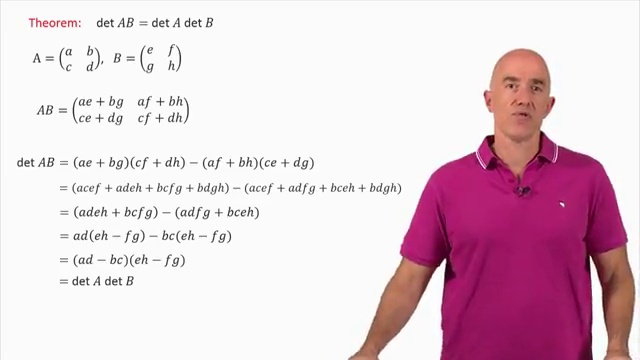 Theorem: det AB = det A det B
A = (a b
c d), B = (e f
g h)
AB = (ae + bg af + bh
ce + dg cf + dh)
det AB = (ae + bg)(cf + dh) − (af + bh)(ce + dg)
= (acef + adeh + bcfg + bdgh) − (acef + adfg + bceh + bdgh)
= (adeh + bcfg) − (adfg + bceh)
= ad(eh − fg) − bc(eh − fg)
= (ad − bc)(eh − fg)
= det A det B